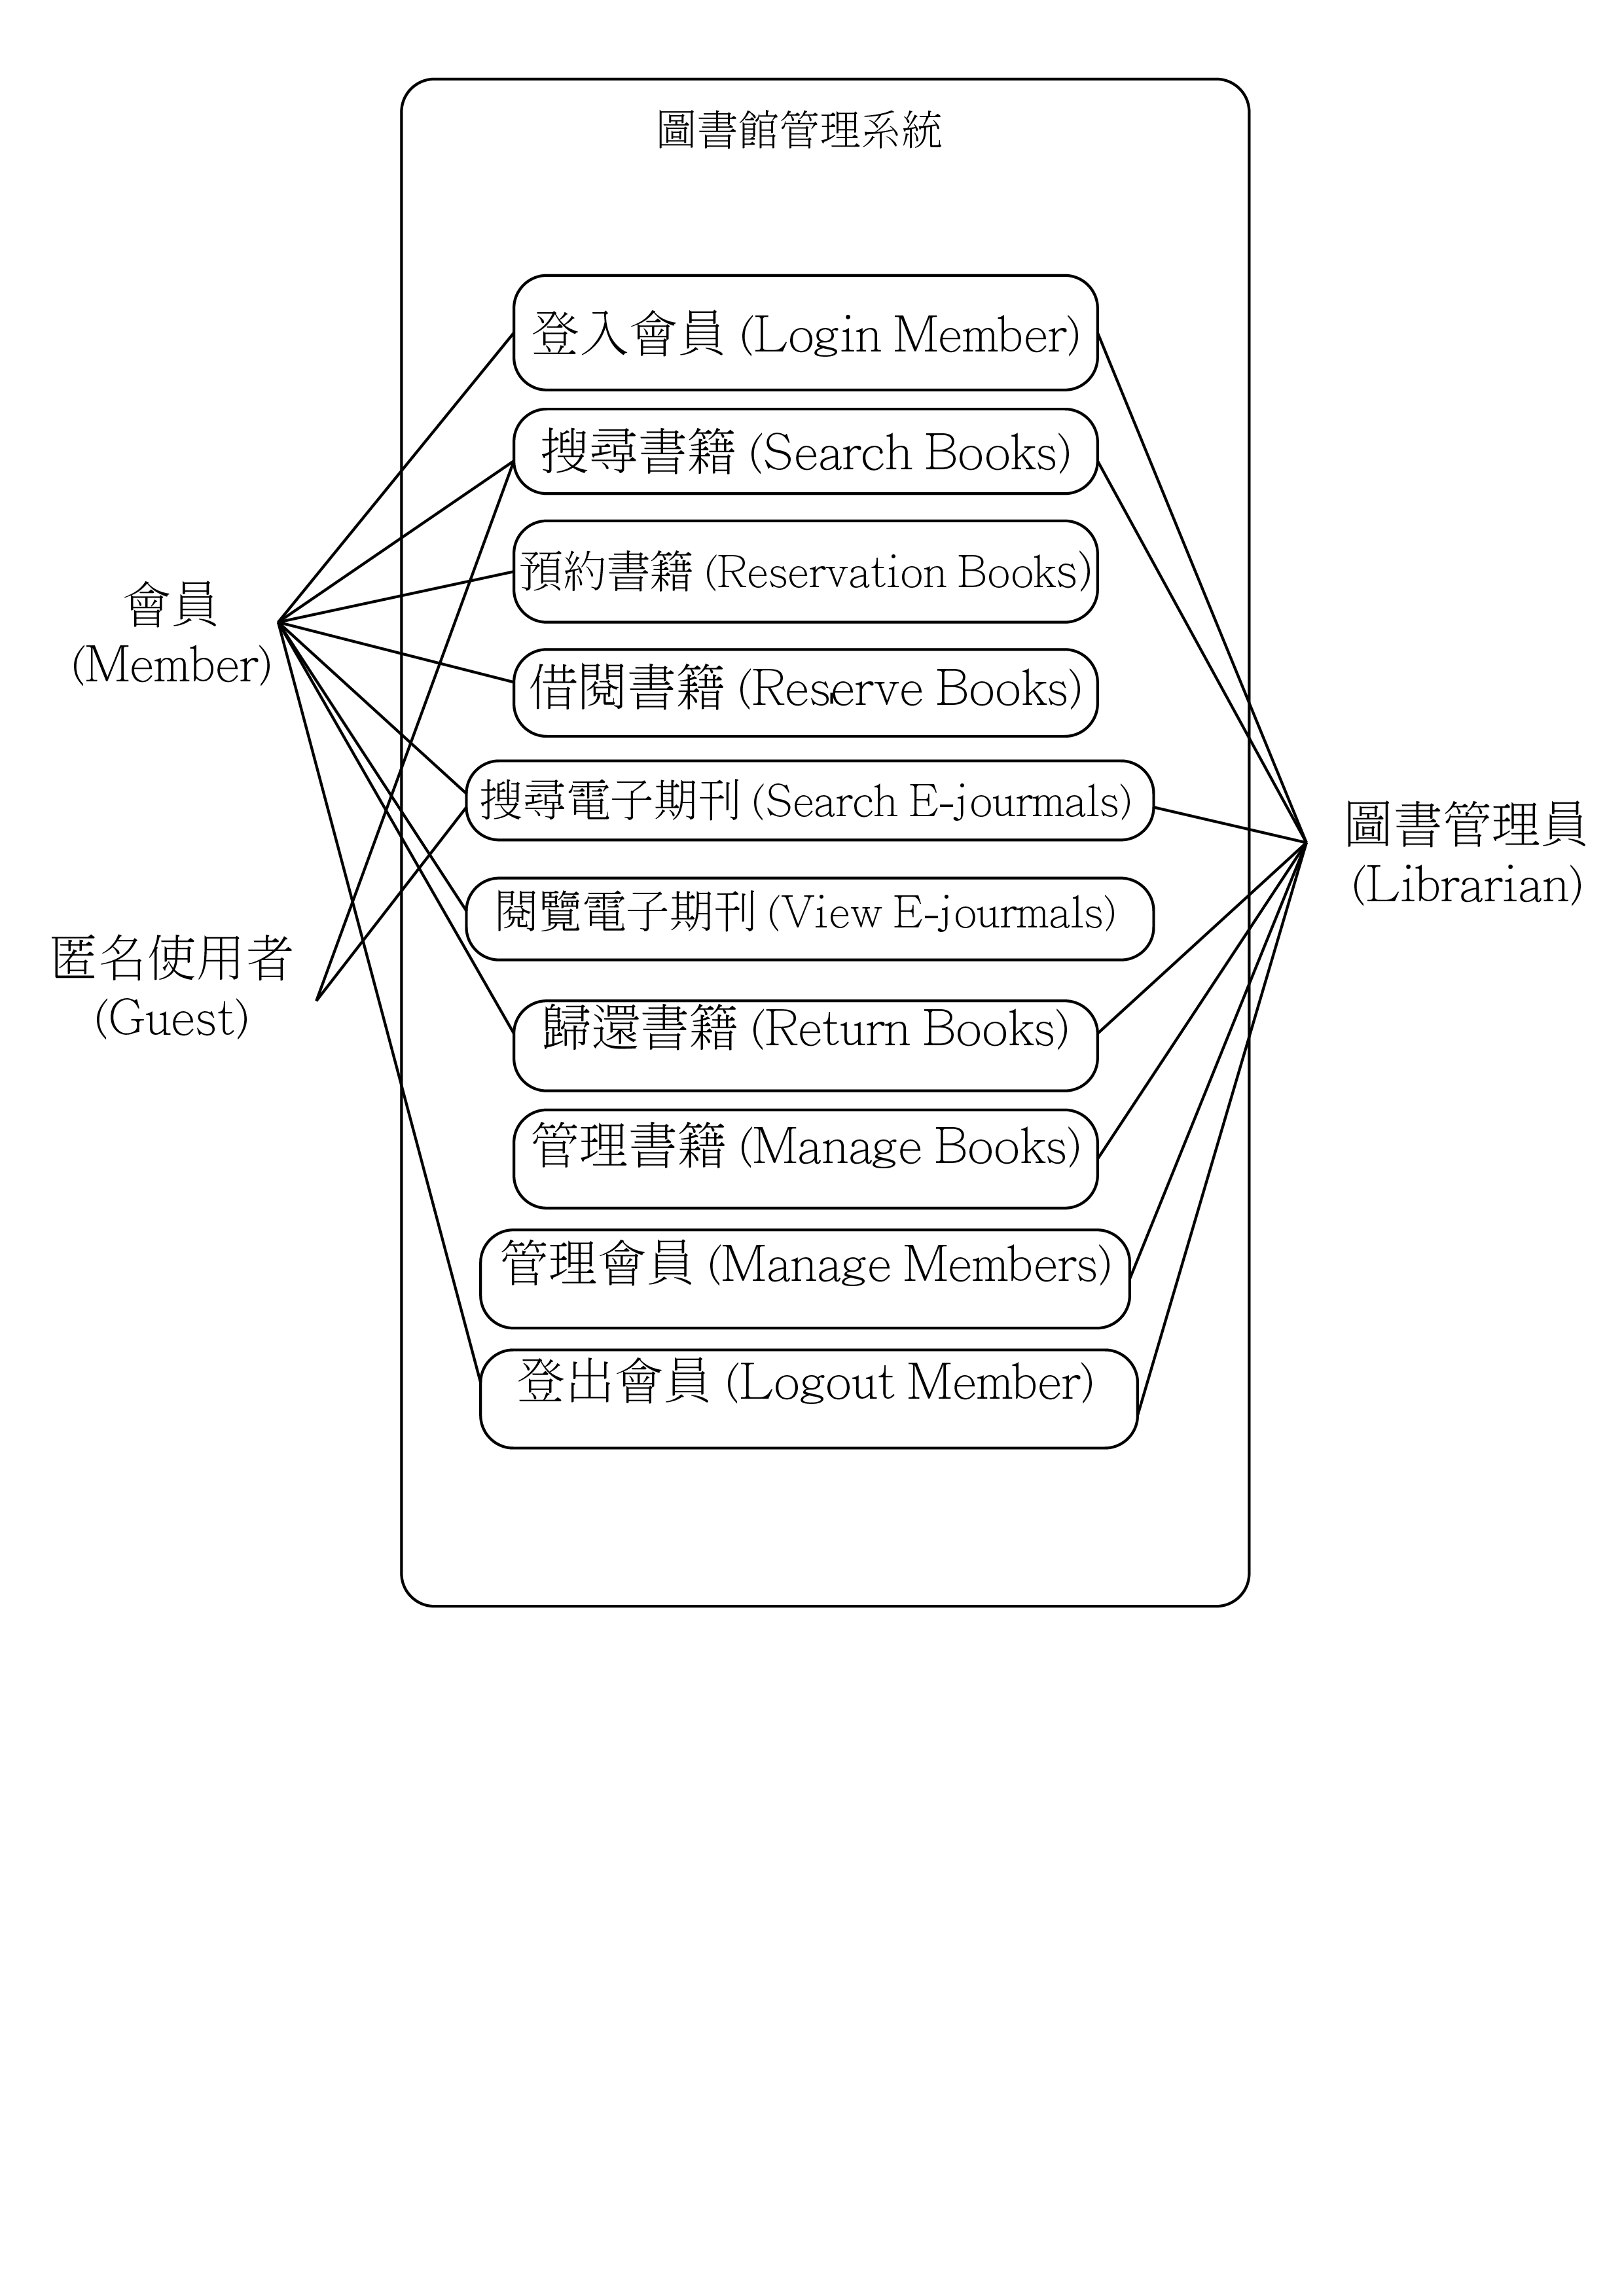 圖書館管理系統
登入會員 (Login Member)
搜尋書籍 (Search Books)
預約書籍 (Reservation Books)
會員
(Member)
借閱書籍 (Reserve Books)
搜尋電子期刊 (Search E-jourmals)
圖書管理員
(Librarian)
閱覽電子期刊 (View E-jourmals)
匿名使用者
(Guest)
歸還書籍 (Return Books)
管理書籍 (Manage Books)
管理會員 (Manage Members)
登出會員 (Logout Member)